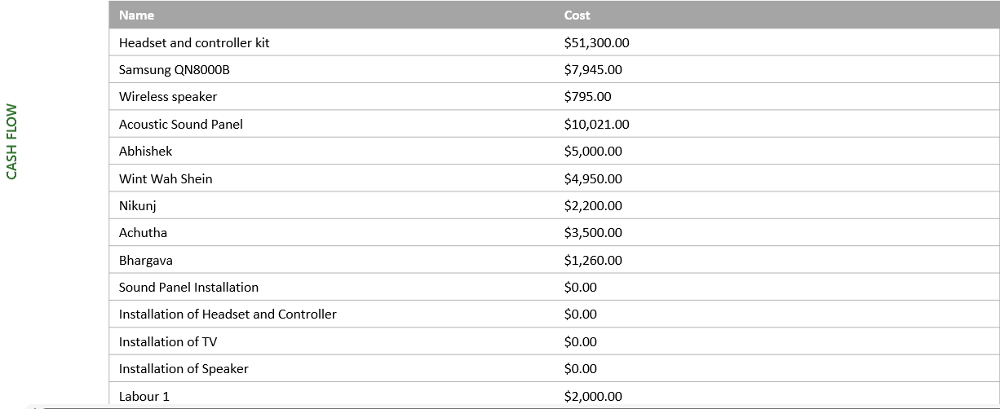 CASH FLOW
Name Cost
Headset and controller kit $51,300.00
Samsung QN8000B $7,945.00
Wireless speaker $795.00
Acoustic Sound Panel $10,021.00
Abhishek $5,000.00
Wint Wah Shein $4,950.00
Nikunj $2,200.00
Achutha $3,500.00
Bhargava $1,260.00
Sound Panel Installation $0.00
Installation of Headset and Controller $0.00
Installation of TV $0.00
Installation of Speaker $0.00
Labour 1 $2,000.00